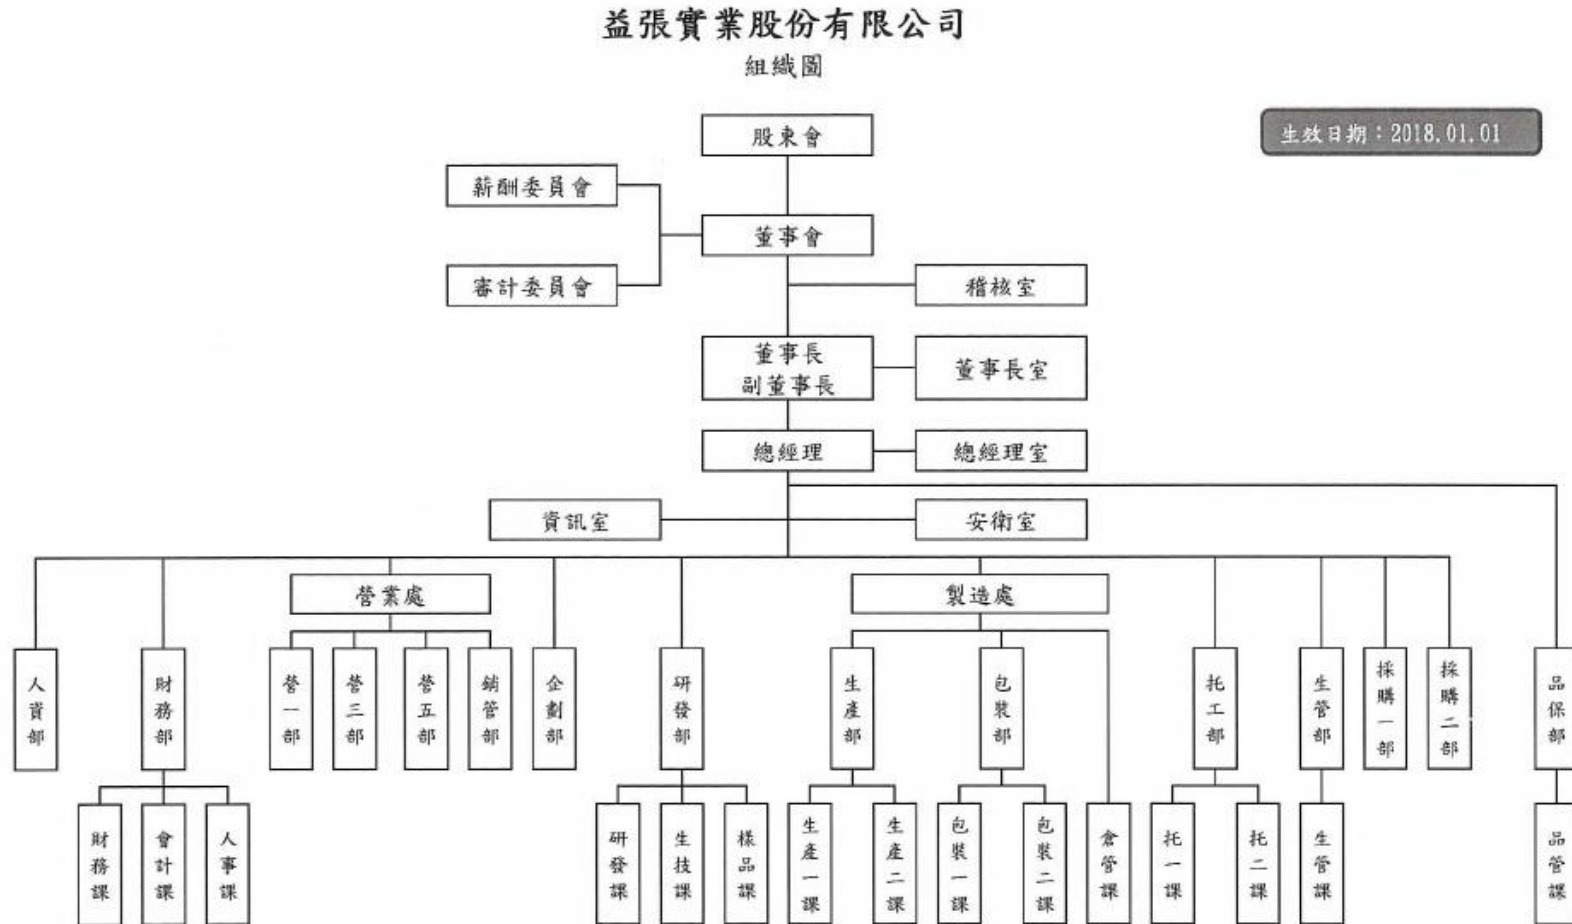 益張實業股份有限公司
組織圖
生效日期：2018.01.01
股東會
薪酬委員會
董事會
審計委員會
稽核室
董事長
副董事長
董事長室
總經理
總經理室
資訊室
安衛室
營業處
製造處
人資部
財務部
營一部
營三部
營五部
銷管部
企劃部
研發部
生產部
包裝部
托工部
生管部
採購一部
採購二部
品保部
財務課
會計課
人事課
研發課
生技課
樣品課
生產一課
生產二課
包裝一課
包裝二課
倉管課
托一課
托二課
生管課
品管課